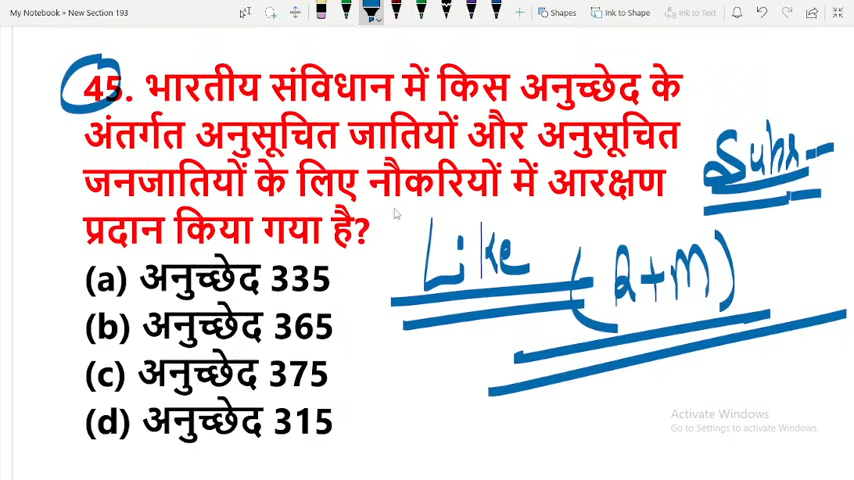 My Notebook » New Section 193
Shapes
Ink to Shape
Ink to Text
45. भारतीय संविधान में किस अनुच्छेद के
अंतर्गत अनुसूचित जातियों और अनुसूचित
जनजातियों के लिए नौकरियों में आरक्षण
प्रदान किया गया है?
Subs
Like (Q+m)
(a) अनुच्छेद 335
(b) अनुच्छेद 365
(c) अनुच्छेद 375
(d) अनुच्छेद 315
Activate Windows
Go to Settings to activate Windows.